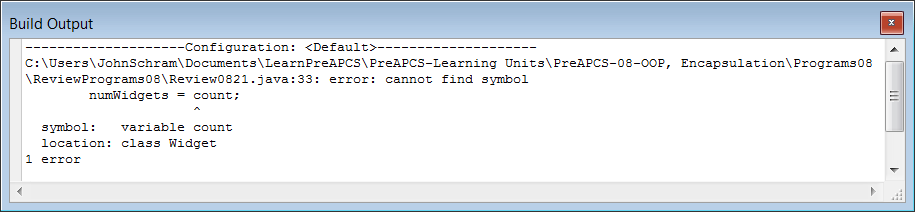 Build Output
--------------------Configuration: <Default>--------------------
C:\Users\JohnSchram\Documents\LearnPreAPCS\PreAPCS-Learning Units\PreAPCS-08-OOP, Encapsulation\Programs08
\ReviewPrograms08\Review0821.java:33: error: cannot find symbol
        numWidgets = count;
                     ^
  symbol:   variable count
  location: class Widget
1 error